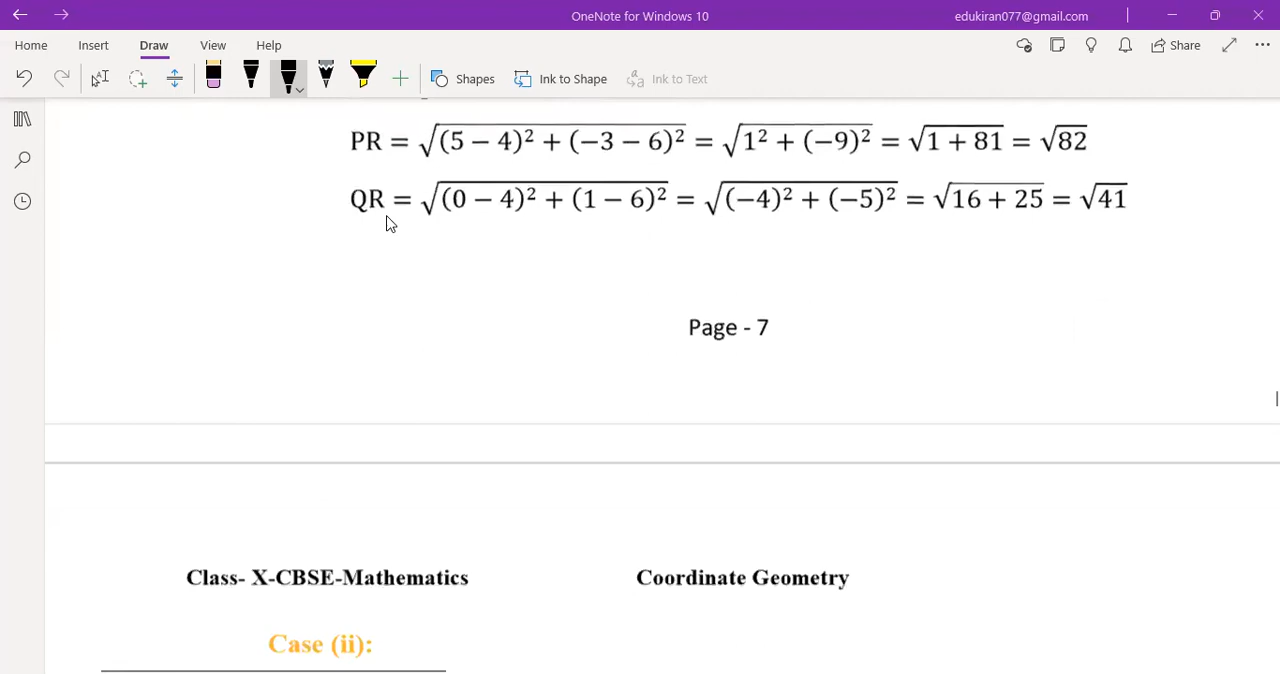 OneNote for Windows 10
edukiran077@gmail.com
Home Insert Draw View Help
Share
Shapes Ink to Shape Ink to Text
PR = √(5 − 4)² + (−3 − 6)² = √1² + (−9)² = √1 + 81 = √82
QR = √(0 − 4)² + (1 − 6)² = √(−4)² + (−5)² = √16 + 25 = √41
Page - 7
Class- X-CBSE-Mathematics Coordinate Geometry
Case (ii):